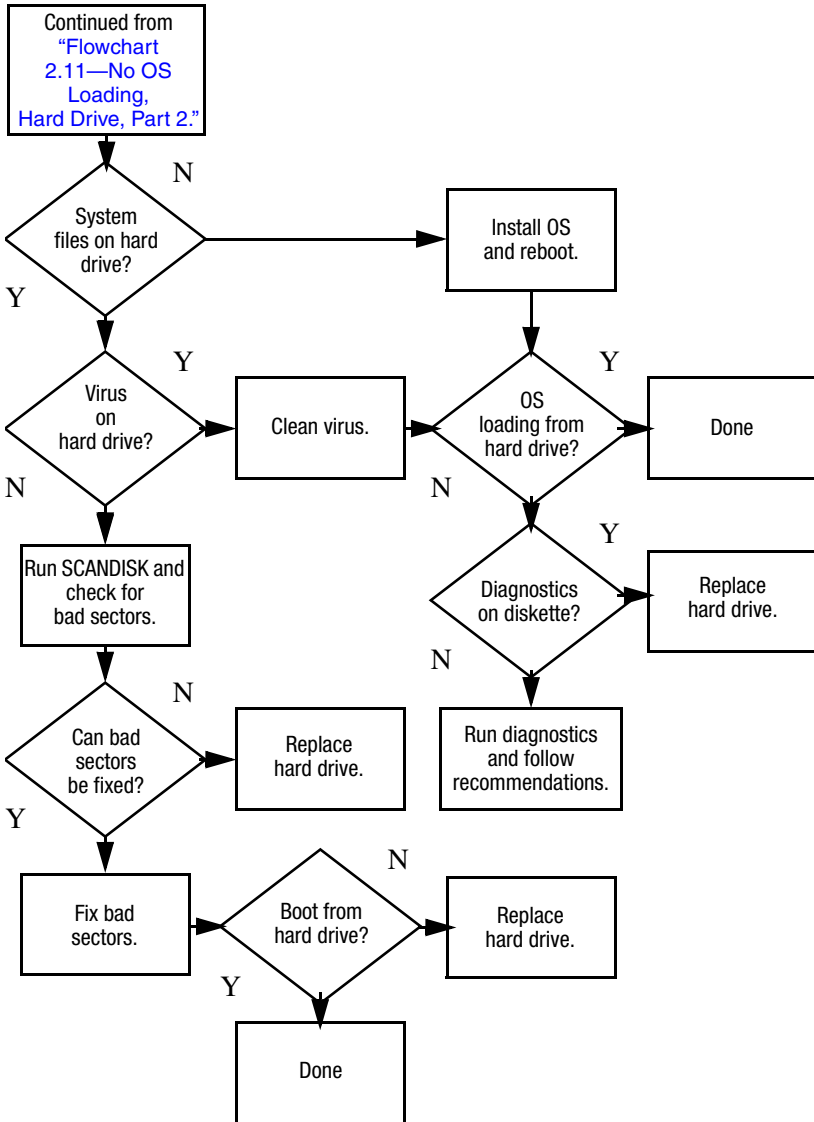 Continued from
“Flowchart
2.11—No OS
Loading,
Hard Drive, Part 2.”
N
System
files on hard
drive?
Install OS
and reboot.
Y
Y
Virus
on
hard drive?
Clean virus.
OS
loading from
hard drive?
Y
Done
N
N
Run SCANDISK and
check for
bad sectors.
Diagnostics
on diskette?
Y
Replace
hard drive.
N
N
Can bad
sectors
be fixed?
Replace
hard drive.
Run diagnostics
and follow
recommendations.
Y
Fix bad
sectors.
Boot from
hard drive?
N
Replace
hard drive.
Y
Done